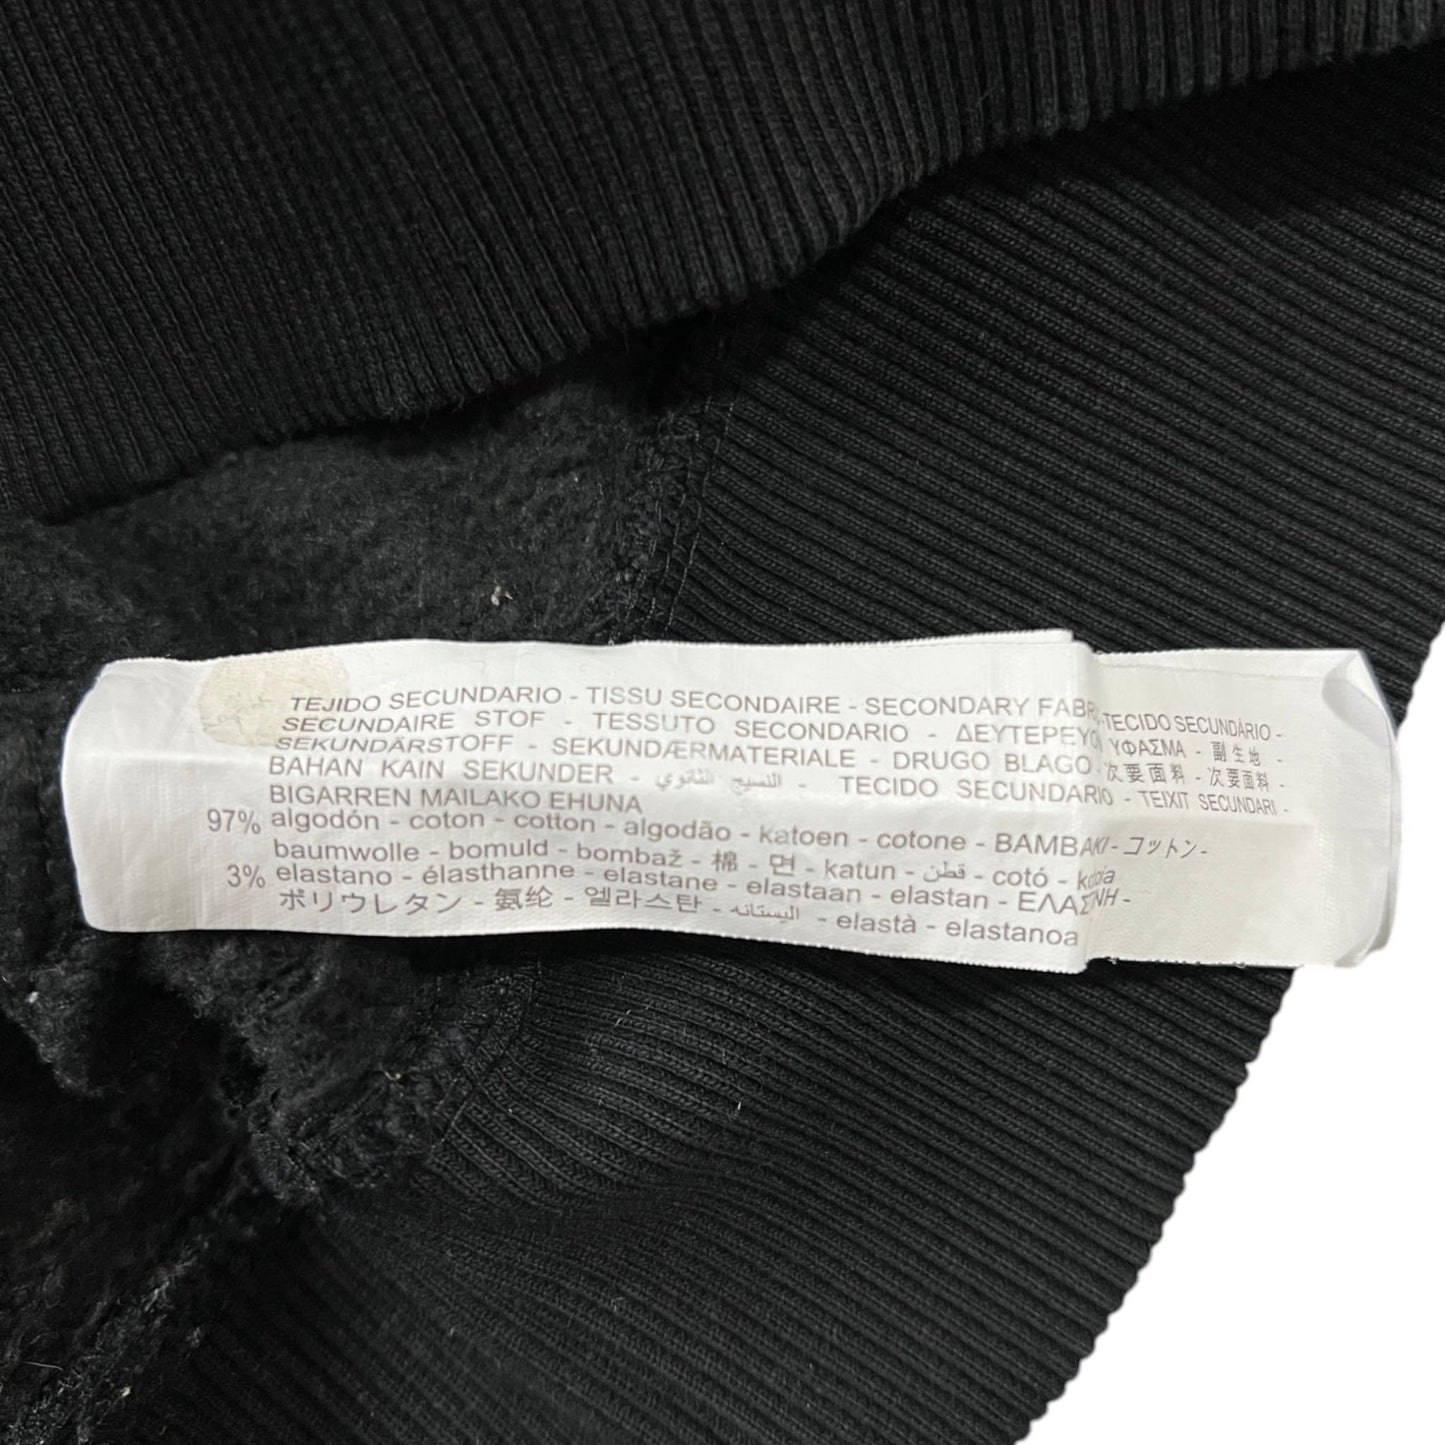 TEJIDO SECUNDARIO - TISSU SECONDAIRE - SECONDARY FABR -TECIDO SECUNDÁRIO -
SECUNDAIRE STOF - TESSUTO SECONDARIO - ΔΕΥΤΕΡΕΥΟ ΥΦΑΣΜΑ - 副生地 -
SEKUNDÄRSTOFF - SEKUNDÆRMATERIALE - DRUGO BLAGO - 次要面料 - 次要面料 -
BAHAN KAIN SEKUNDER - النسيج الثانوي - TECIDO SECUNDARIO - TEIXIT SECUNDARI -
BIGARREN MAILAKO EHUNA
97% algodón - coton - cotton - algodão - katoen - cotone - ΒΑΜΒΑΚΙ - コットン -
baumwolle - bomuld - bombaž - 棉 - 면 - katun - قطن - cotó -
3% elastano - élasthanne - elastane - elastaan - elastan - ΕΛΑΣ ΝΗ -
ポリウレタン - 氨纶 - 엘라스탄 - اليستانه - elastà - elastanoa